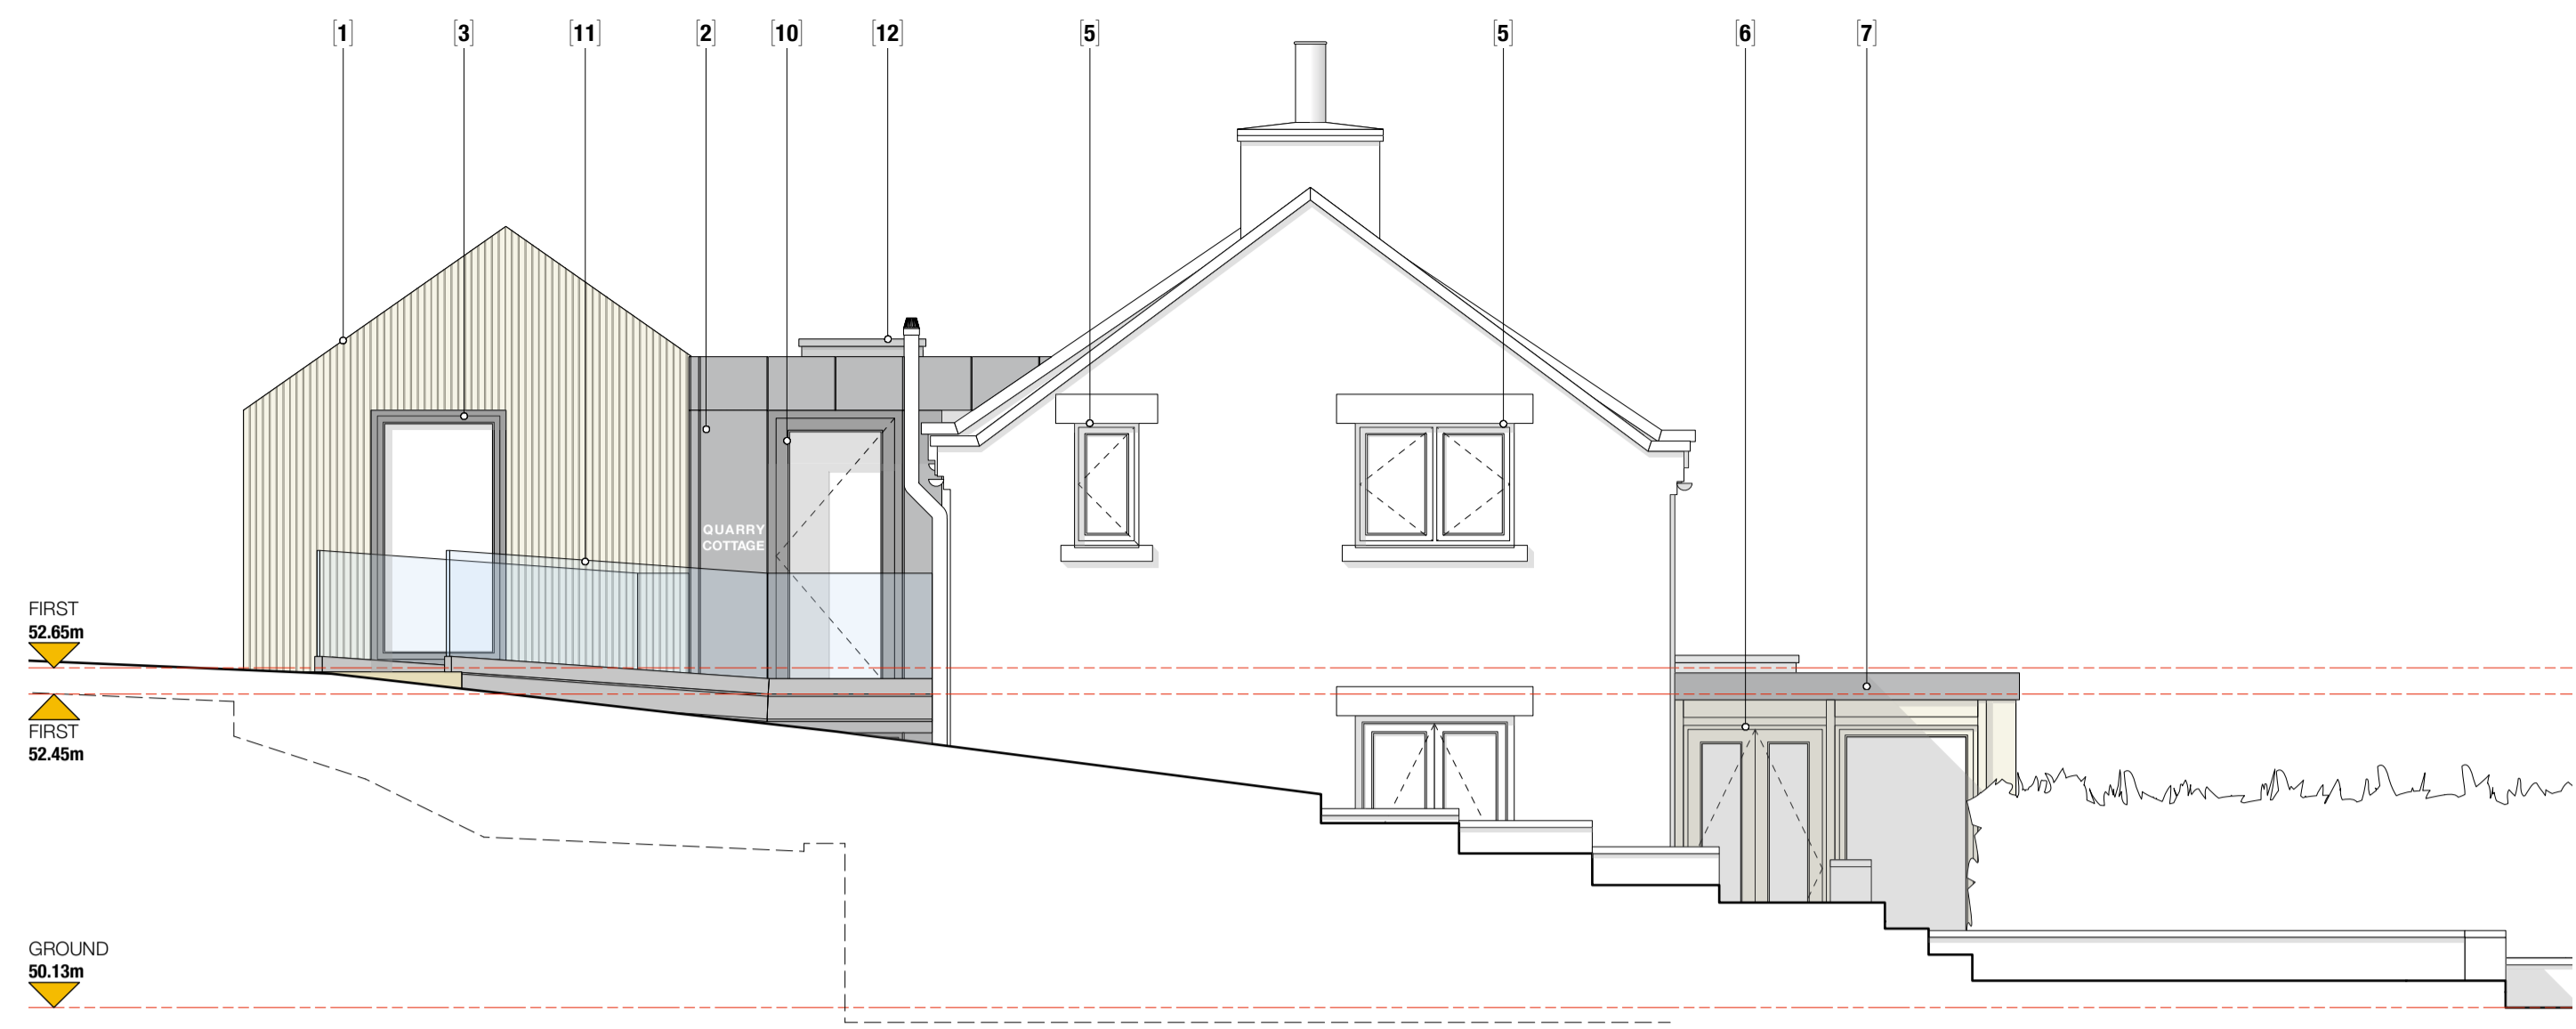 [1]
[3]
[11]
[2]
[10]
[12]
[5]
[5]
[6]
[7]
QUARRY
COTTAGE
FIRST
52.65m
FIRST
52.45m
GROUND
50.13m